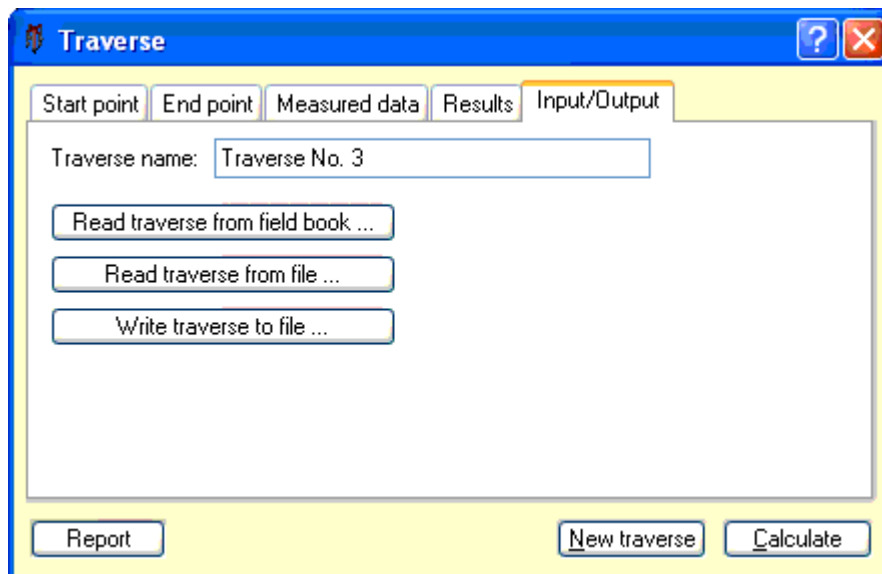 Traverse
Start point End point Measured data Results Input/Output
Traverse name: Traverse No. 3
Read traverse from field book ...
Read traverse from file ...
Write traverse to file ...
Report New traverse Calculate